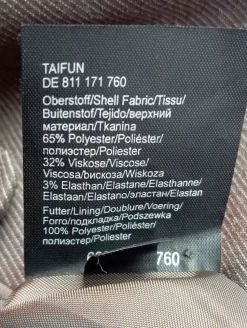 TAIFUN
DE 811 171 760
Oberstoff/Shell Fabric/Tissu/
Buitenstof/Tejido/верхний
материал/Tkanina
65% Polyester/Poliéster/
полиэстер/Poliester
32% Viskose/Viscose/
Viscosa/вискоза/Wiskoza
3% Elasthan/Elastane/Elasthanne/
Elastaan/Elastano/эластан/Elastan
Futter/Lining/Doublure/Voering/
Forro/подкладка/Podszewka
100% Polyester/Poliéster/
полиэстер/Poliester
760